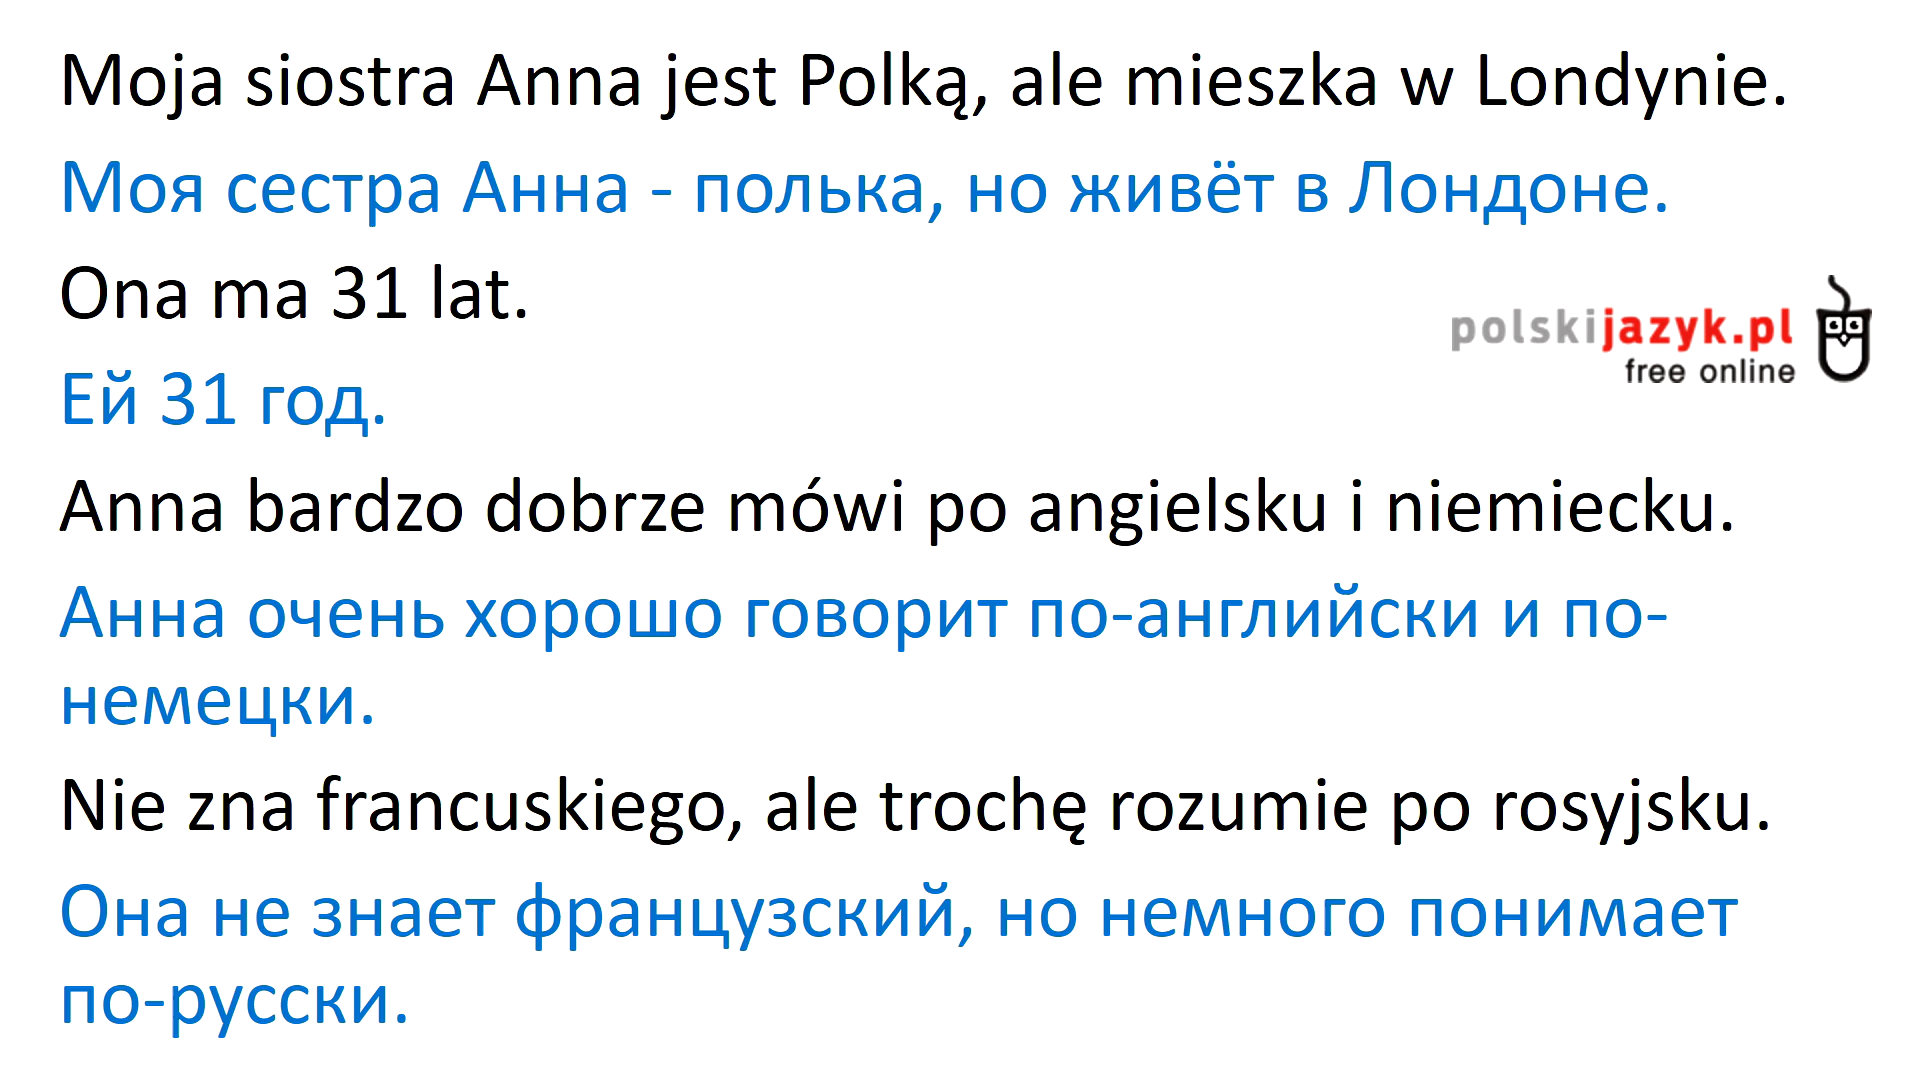 Moja siostra Anna jest Polką, ale mieszka w Londynie.
Моя сестра Анна - полька, но живёт в Лондоне.
Ona ma 31 lat.
polskijazyk.pl
free online
Ей 31 год.
Anna bardzo dobrze mówi po angielsku i niemiecku.
Анна очень хорошо говорит по-английски и по-
немецки.
Nie zna francuskiego, ale trochę rozumie po rosyjsku.
Она не знает французский, но немного понимает
по-русски.